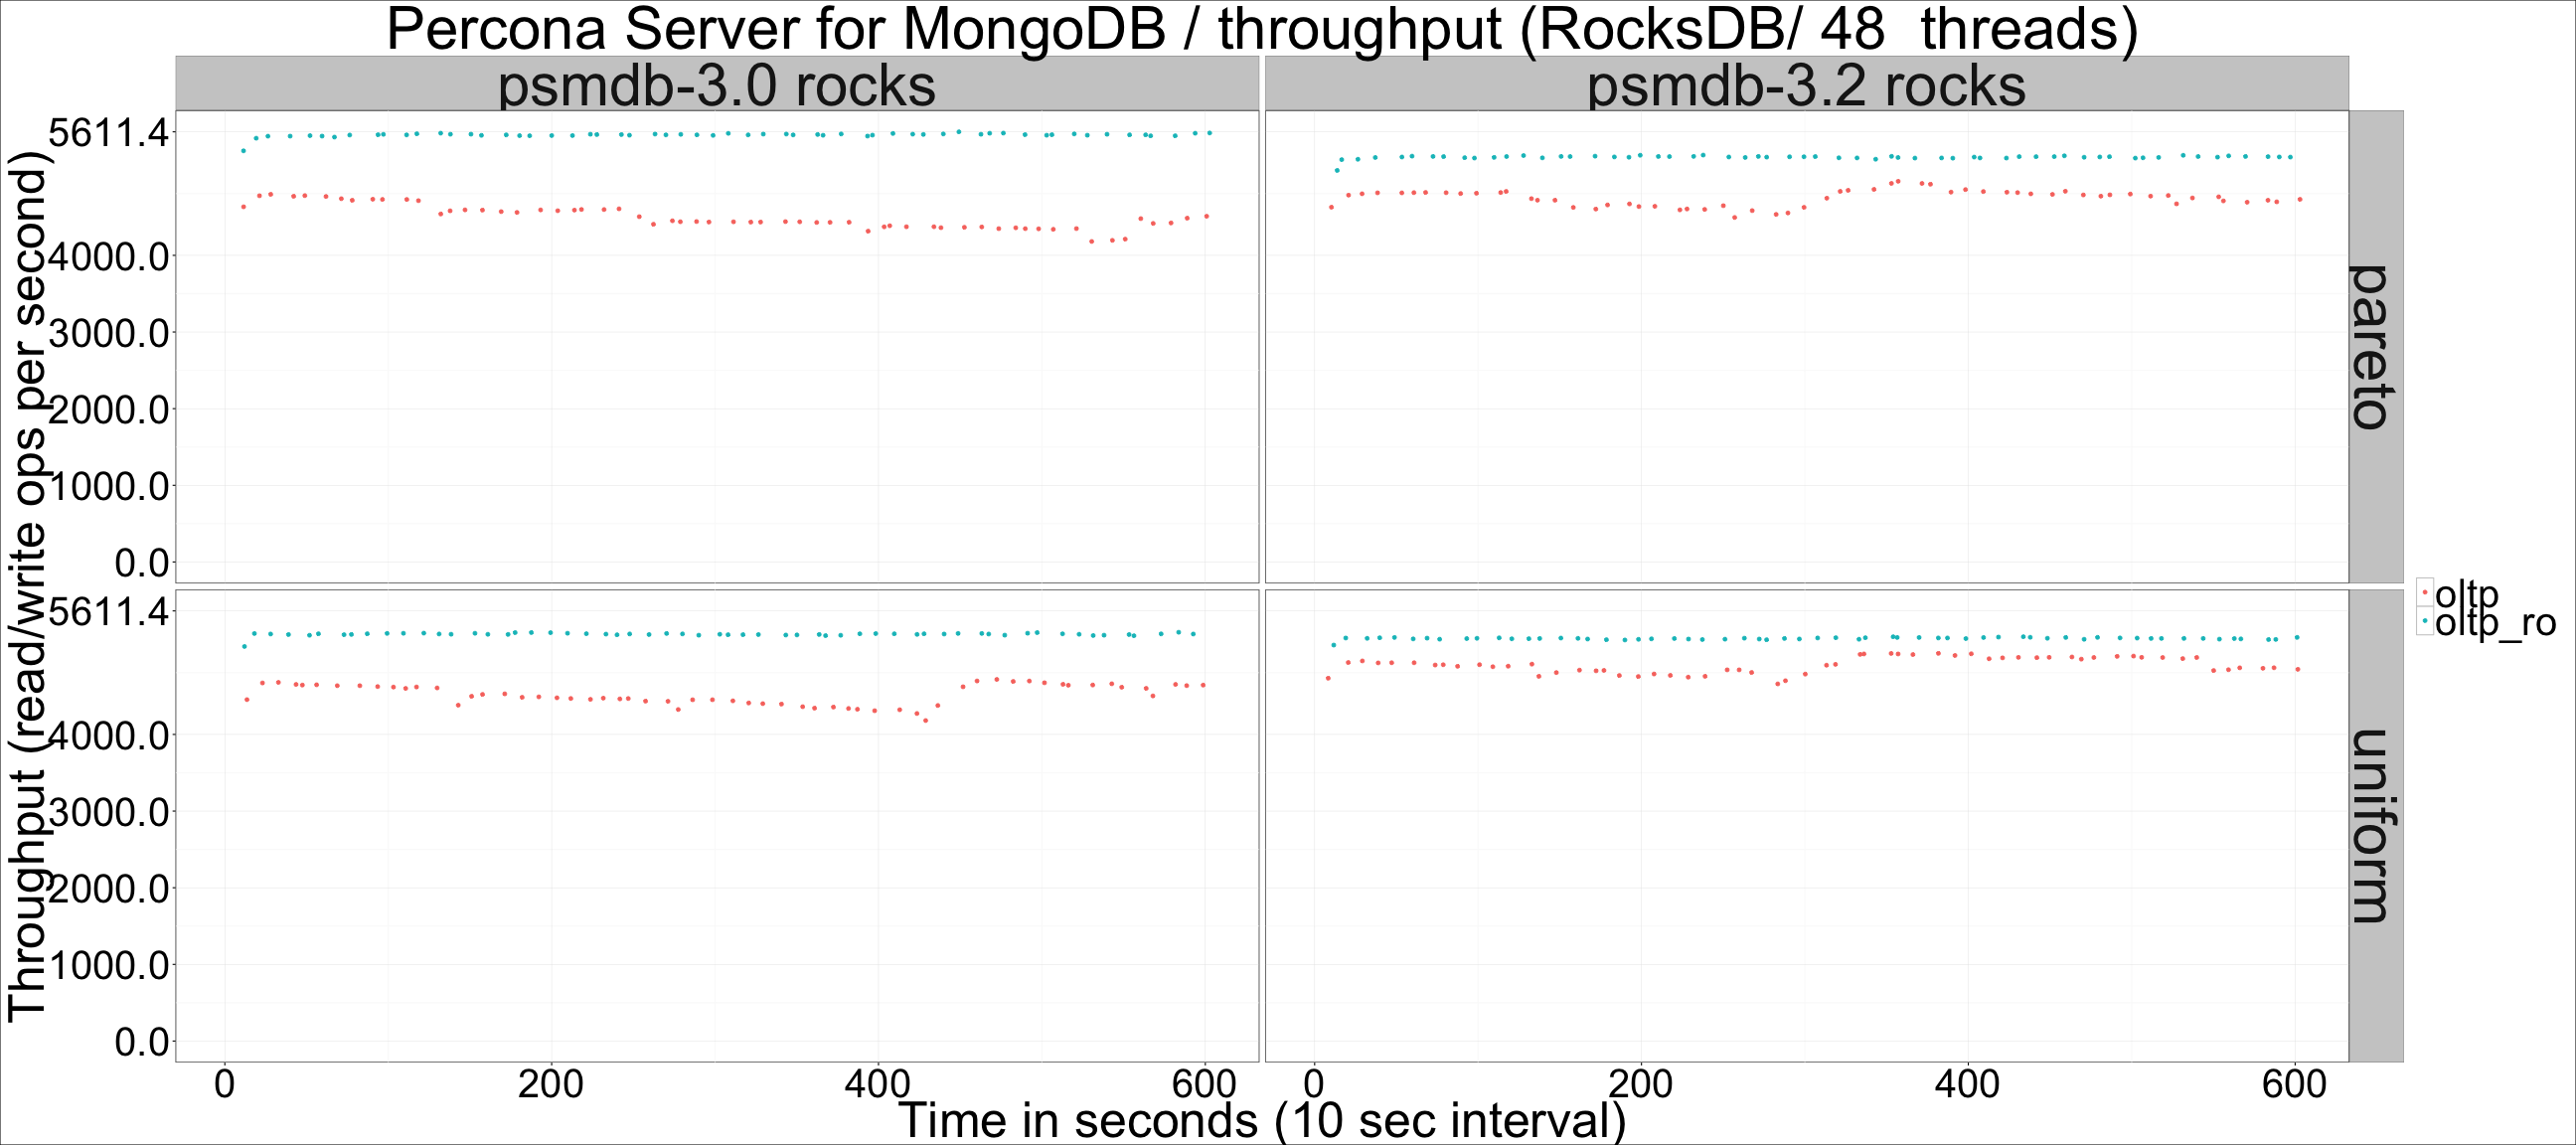 Percona Server for MongoDB / throughput (RocksDB/ 48  threads)
psmdb-3.0 rocks
psmdb-3.2 rocks
Throughput (read/write ops per second)
5611.4
4000.0
3000.0
2000.0
1000.0
0.0
pareto
5611.4
4000.0
3000.0
2000.0
1000.0
0.0
uniform
oltp
oltp_ro
0 200 400 600
0 200 400 600
Time in seconds (10 sec interval)